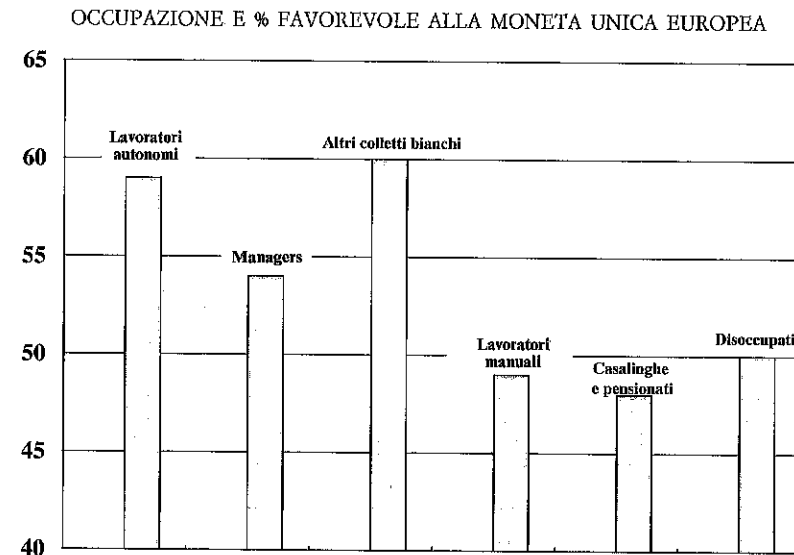 OCCUPAZIONE E % FAVOREVOLE ALLA MONETA UNICA EUROPEA
65
60
55
50
45
40
Lavoratori
autonomi
Managers
Altri colletti bianchi
Lavoratori
manuali
Casalinghe
e pensionati
Disoccupati